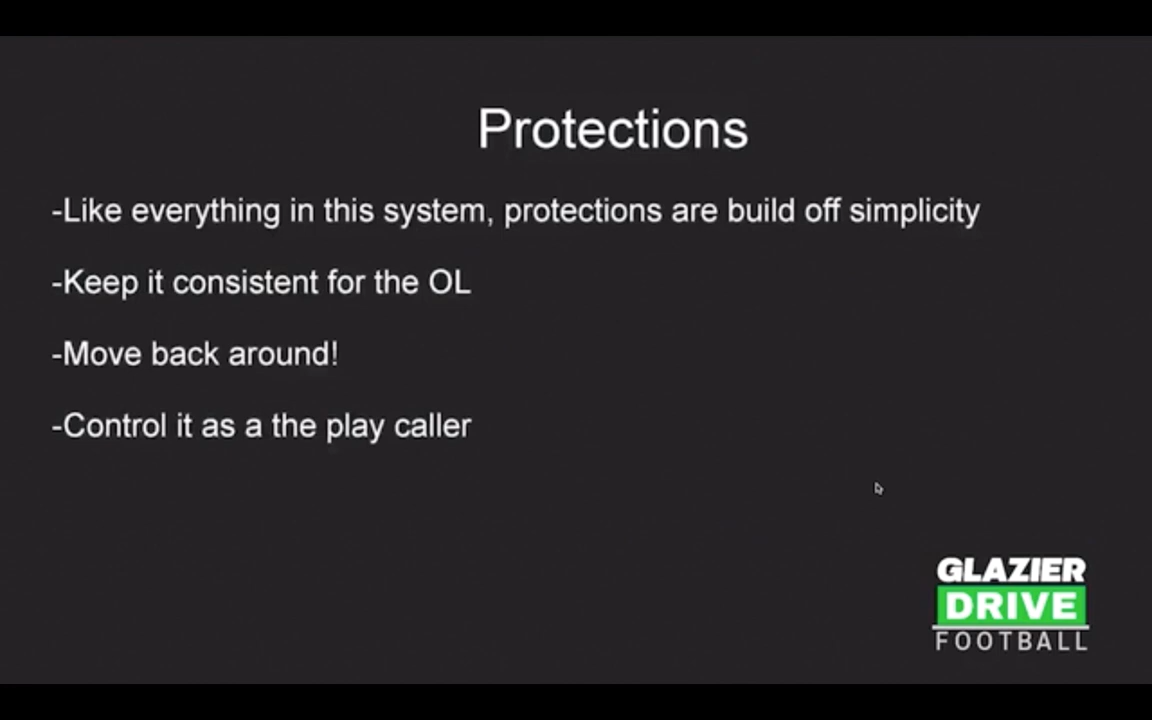 Protections
-Like everything in this system, protections are build off simplicity
-Keep it consistent for the OL
-Move back around!
-Control it as a the play caller
GLAZIER
DRIVE
FOOTBALL